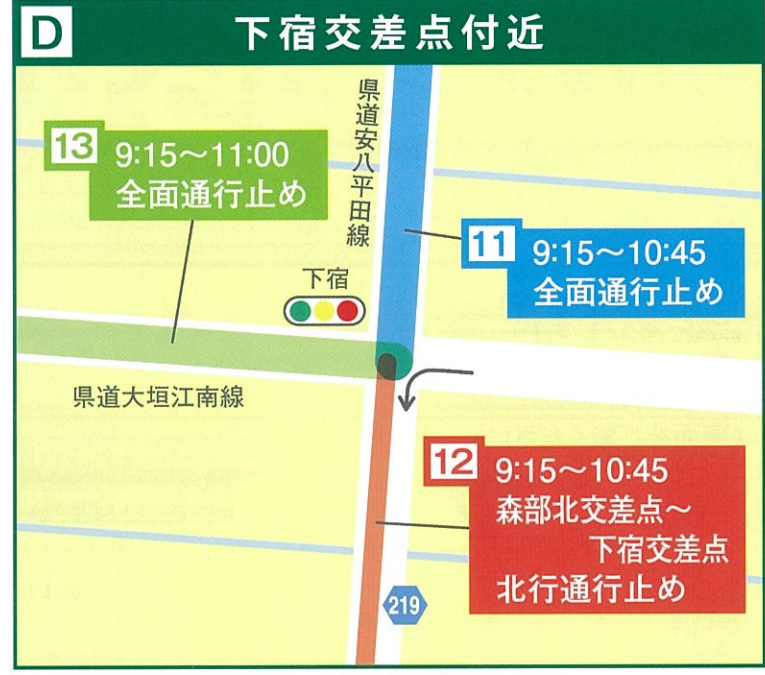 D 下宿交差点付近
県道安八平田線
13 9:15〜11:00
全面通行止め
11 9:15〜10:45
全面通行止め
下宿
県道大垣江南線
12 9:15〜10:45
森部北交差点〜
下宿交差点
北行通行止め
219